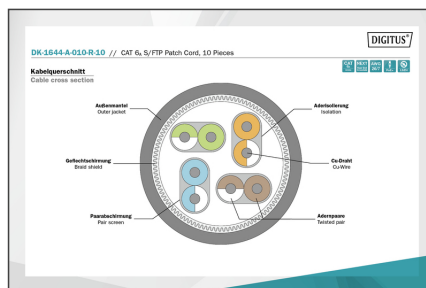 DIGITUS®
DK-1644-A-010-R-10 // CAT 6A S/FTP Patch Cord, 10 Pieces
Kabelquerschnitt
Cable cross section
Außenmantel
Outer jacket
Aderisolierung
Isolation
Geflechtschirmung
Braid shield
Cu-Draht
Cu-Wire
Paarabschirmung
Pair screen
Adernpaare
Twisted pair